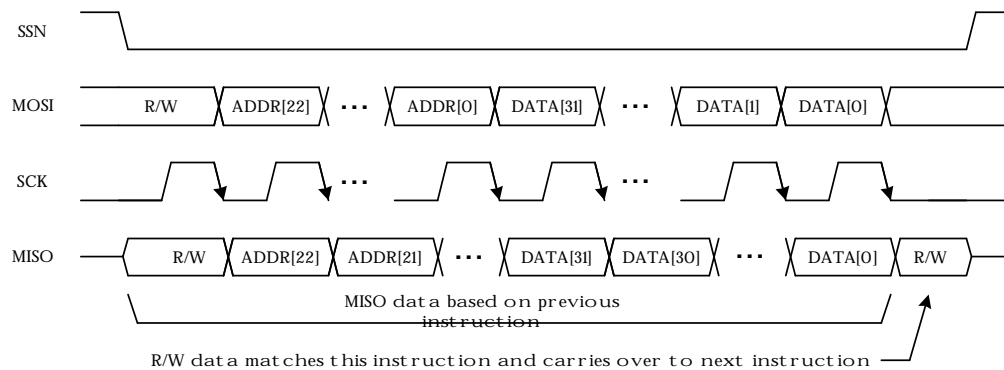 SSN
MOSI R/W ADDR[22] ... ADDR[0] DATA[31] ... DATA[1] DATA[0]
SCK ... ...
MISO R/W ADDR[22] ADDR[21] ... DATA[31] DATA[30] ... DATA[0] R/W
MISO data based on previous
instruction
R/W data matches this instruction and carries over to next instruction